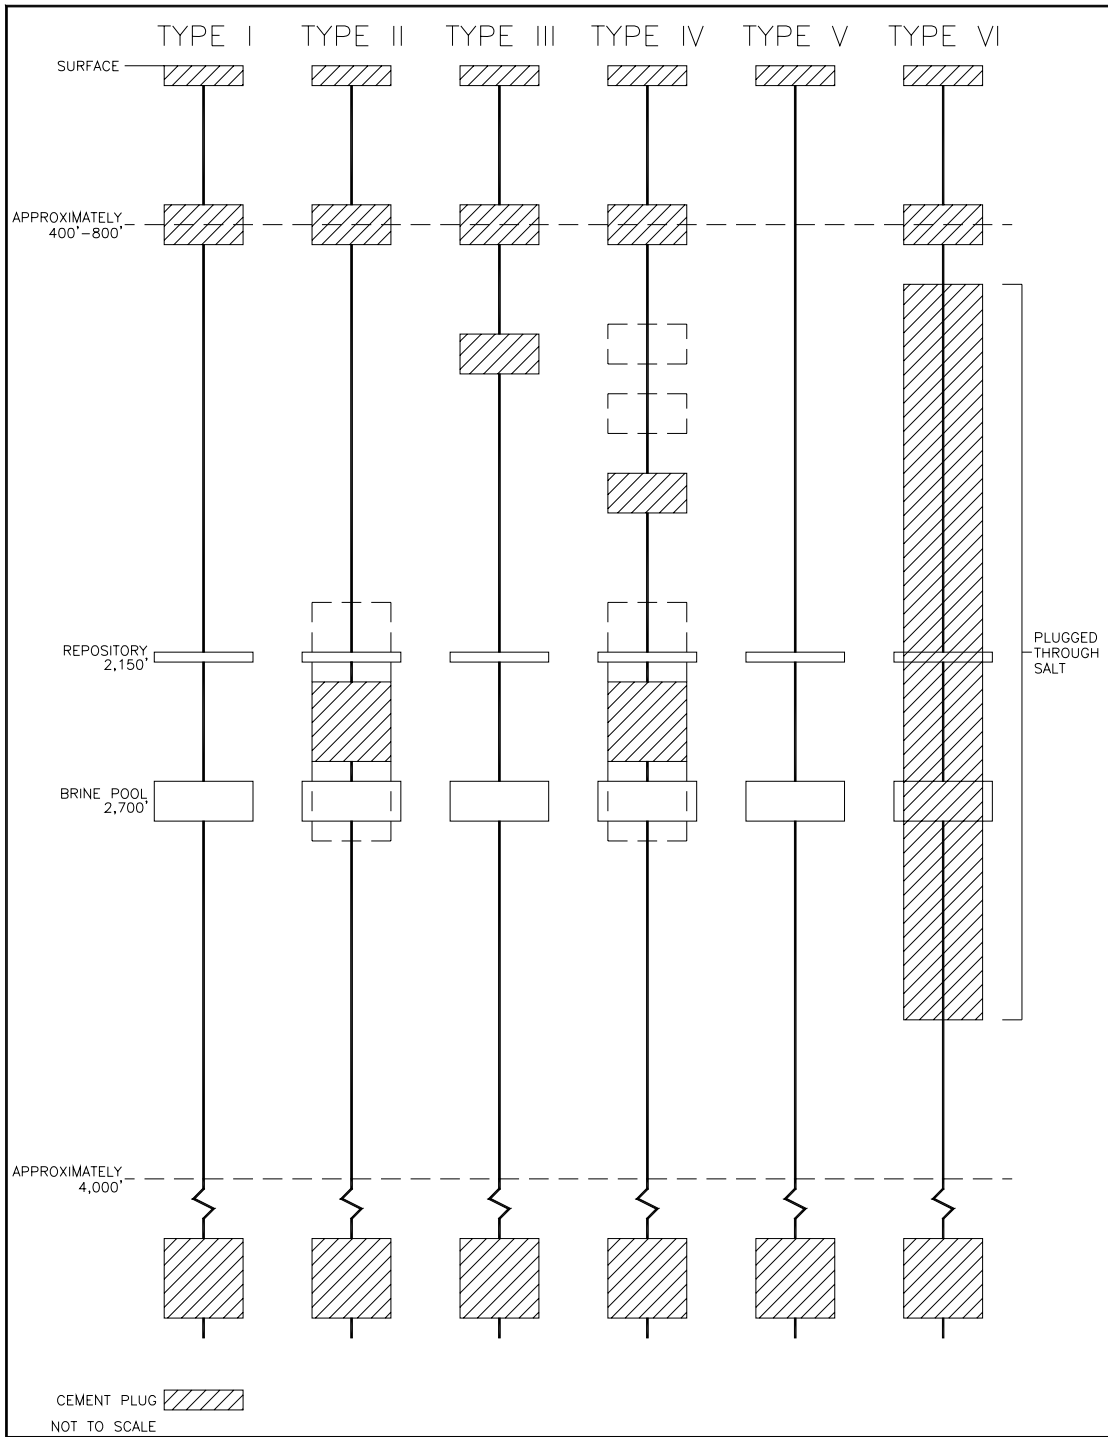 TYPE I TYPE II TYPE III TYPE IV TYPE V TYPE VI
SURFACE
APPROXIMATELY
400'-800'
REPOSITORY
2,150'
PLUGGED
THROUGH
SALT
BRINE POOL
2,700'
APPROXIMATELY
4,000'
CEMENT PLUG
NOT TO SCALE